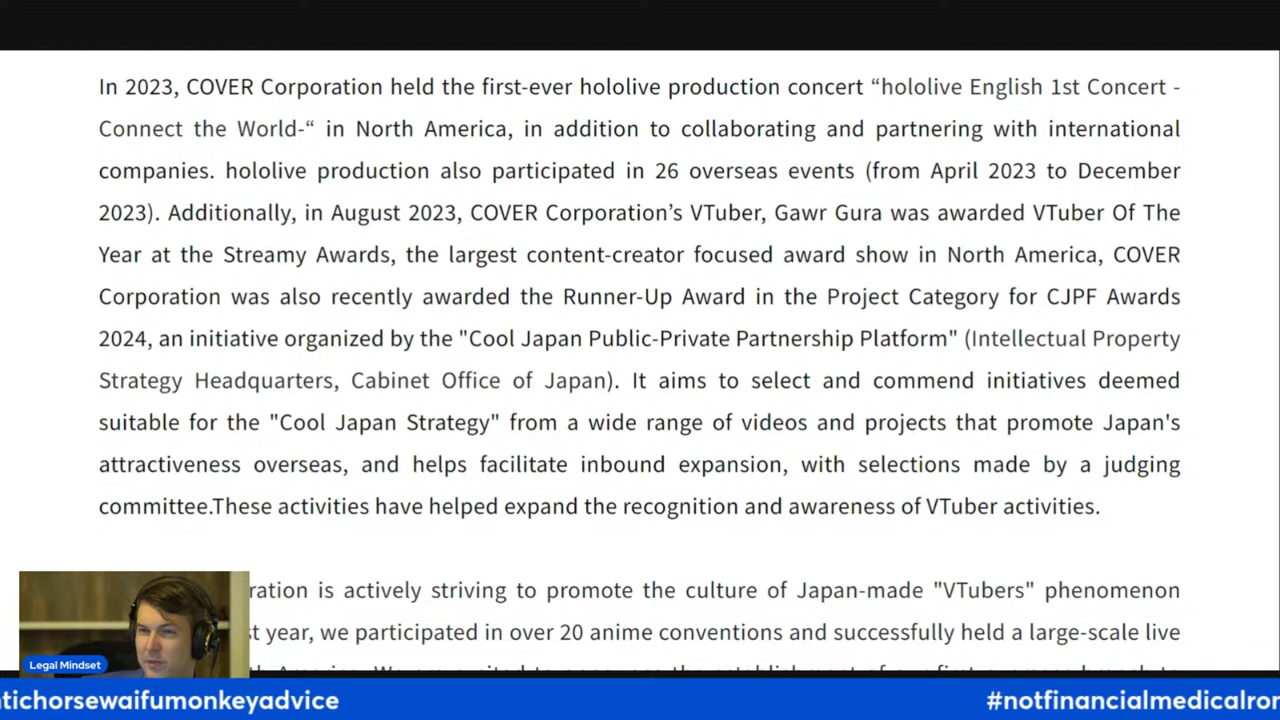 In 2023, COVER Corporation held the first-ever hololive production concert “hololive English 1st Concert -
Connect the World-“ in North America, in addition to collaborating and partnering with international
companies. hololive production also participated in 26 overseas events (from April 2023 to December
2023). Additionally, in August 2023, COVER Corporation’s VTuber, Gawr Gura was awarded VTuber Of The
Year at the Streamy Awards, the largest content-creator focused award show in North America, COVER
Corporation was also recently awarded the Runner-Up Award in the Project Category for CJPF Awards
2024, an initiative organized by the "Cool Japan Public-Private Partnership Platform" (Intellectual Property
Strategy Headquarters, Cabinet Office of Japan). It aims to select and commend initiatives deemed
suitable for the "Cool Japan Strategy" from a wide range of videos and projects that promote Japan's
attractiveness overseas, and helps facilitate inbound expansion, with selections made by a judging
committee.These activities have helped expand the recognition and awareness of VTuber activities.
ration is actively striving to promote the culture of Japan-made "VTubers" phenomenon
st year, we participated in over 20 anime conventions and successfully held a large-scale live
Legal Mindset
ntichorsewaifumonkeyadvice
#notfinancialmedicalron